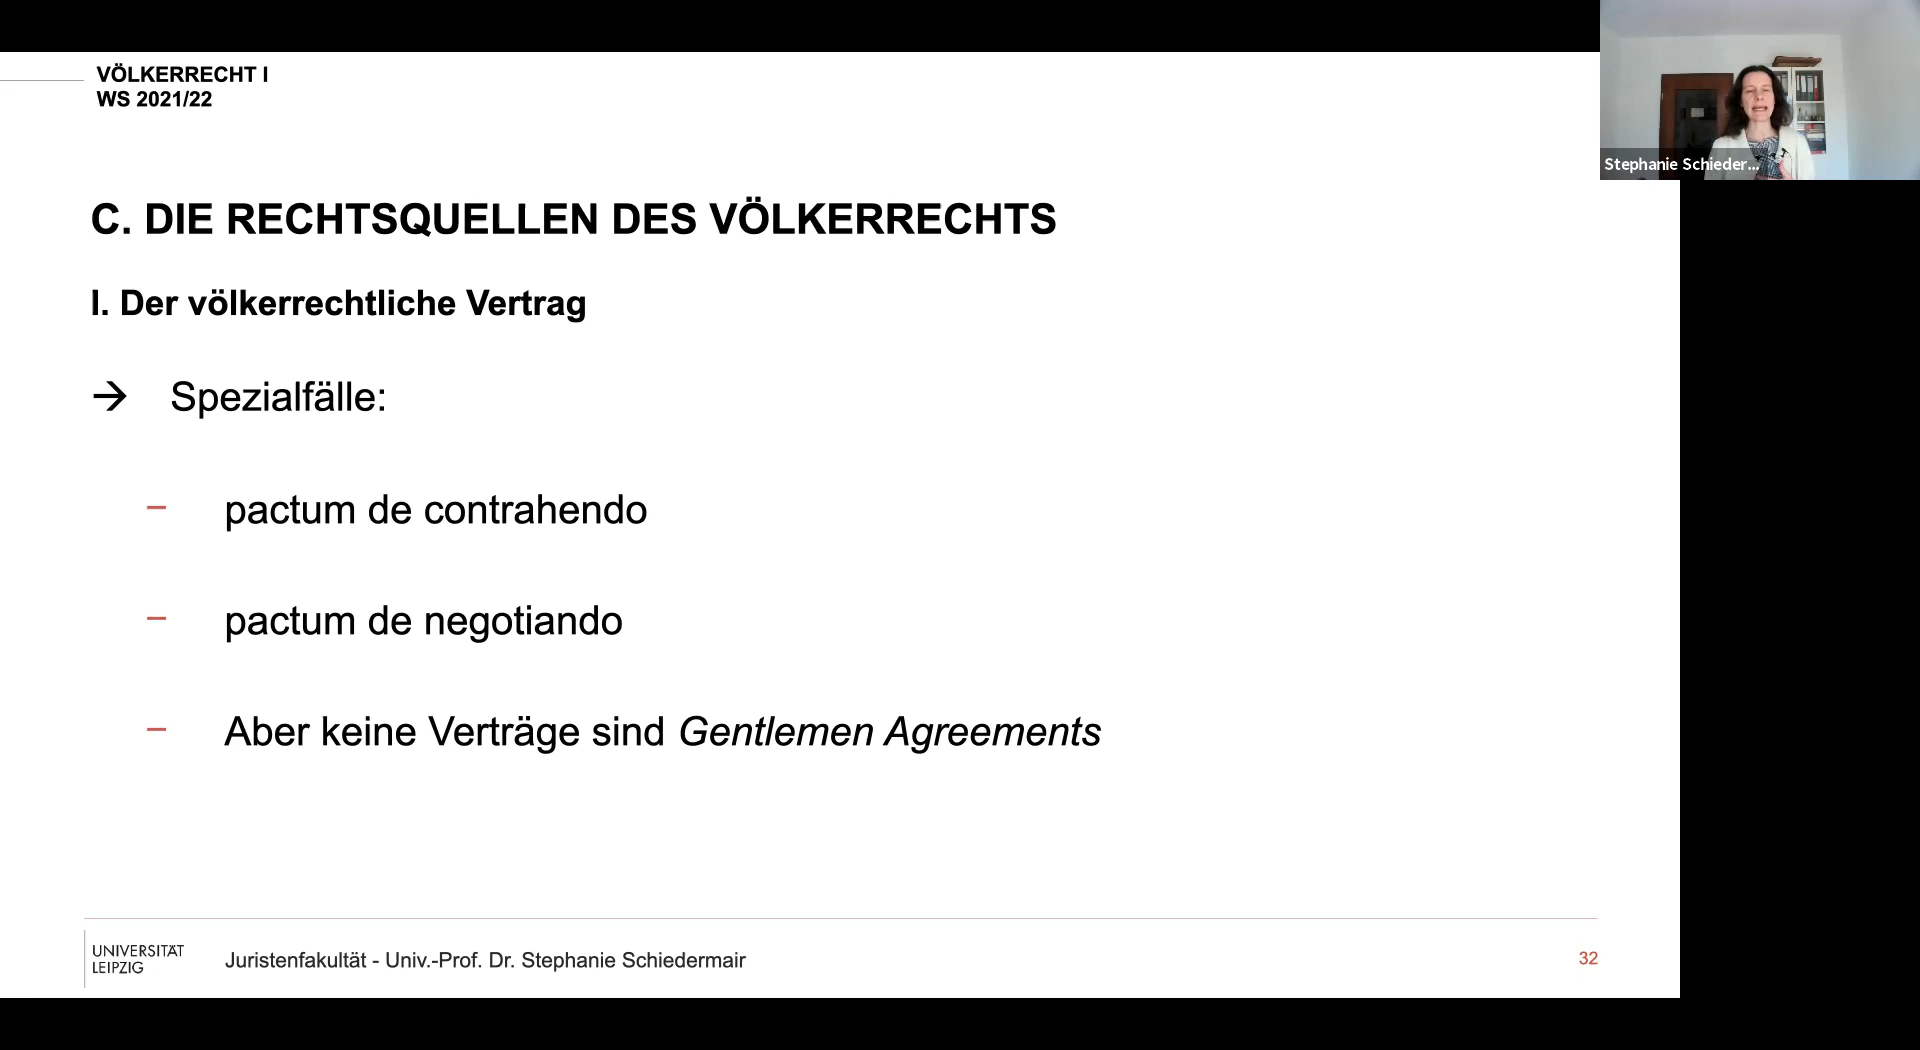 VÖLKERRECHT I
WS 2021/22
Stephanie Schieder...
C. DIE RECHTSQUELLEN DES VÖLKERRECHTS
I. Der völkerrechtliche Vertrag
→ Spezialfälle:
– pactum de contrahendo
– pactum de negotiando
– Aber keine Verträge sind Gentlemen Agreements
UNIVERSITÄT
LEIPZIG
Juristenfakultät - Univ.-Prof. Dr. Stephanie Schiedermair
32